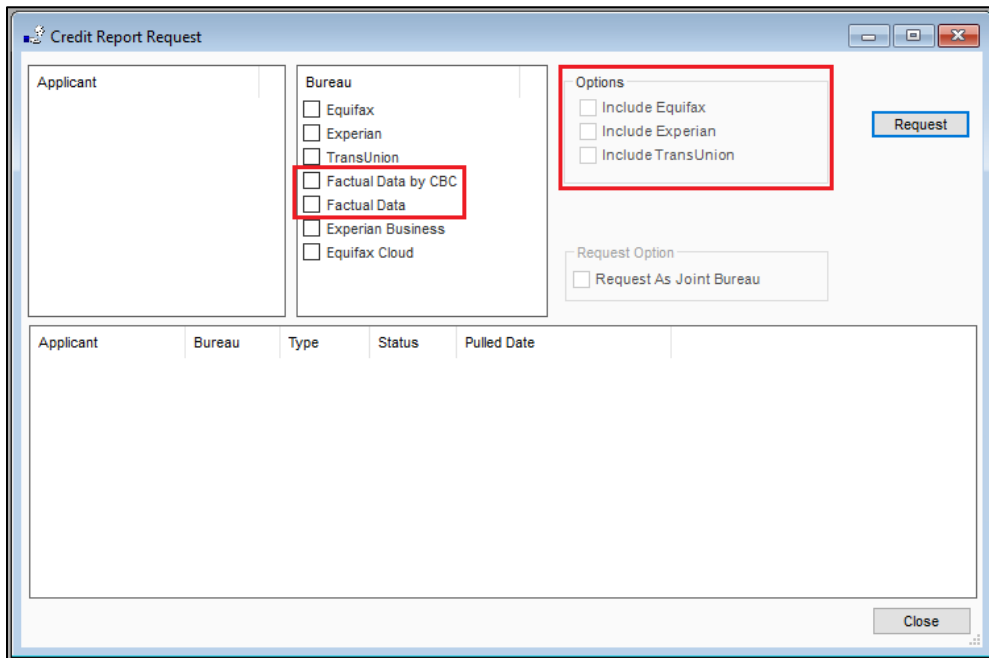 Credit Report Request
Applicant
Bureau
Equifax
Experian
TransUnion
Factual Data by CBC
Factual Data
Experian Business
Equifax Cloud
Options
Include Equifax
Include Experian
Include TransUnion
Request
Request Option
Request As Joint Bureau
Applicant Bureau Type Status Pulled Date
Close